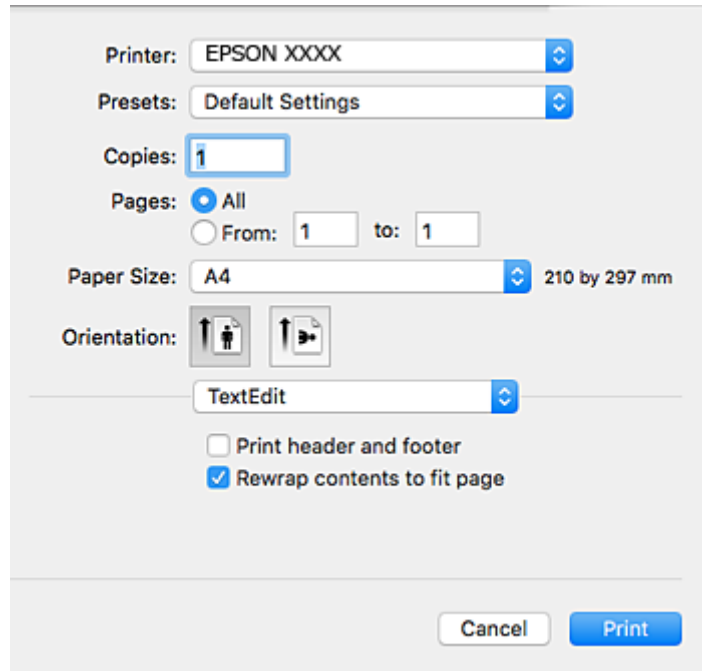 Printer: EPSON XXXX
Presets: Default Settings
Copies: 1
Pages: All
From: 1 to: 1
Paper Size: A4 210 by 297 mm
Orientation:
TextEdit
Print header and footer
Rewrap contents to fit page
Cancel Print